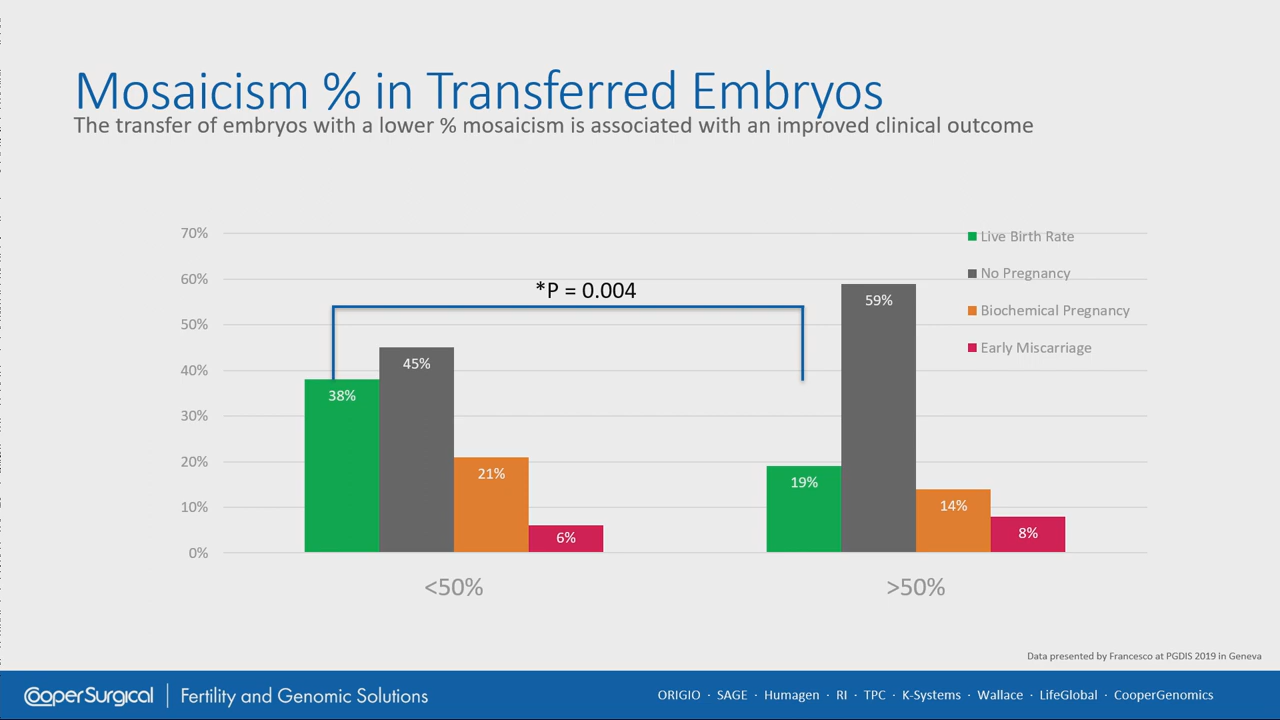 Mosaicism % in Transferred Embryos
The transfer of embryos with a lower % mosaicism is associated with an improved clinical outcome
70%
60%
50%
40%
30%
20%
10%
0%
*P = 0.004
38%
45%
21%
6%
19%
59%
14%
8%
<50%
>50%
Live Birth Rate
No Pregnancy
Biochemical Pregnancy
Early Miscarriage
Data presented by Francesco at PGDIS 2019 in Geneva
CooperSurgical | Fertility and Genomic Solutions
ORIGIO · SAGE · Humagen · RI · TPC · K-Systems · Wallace · LifeGlobal · CooperGenomics